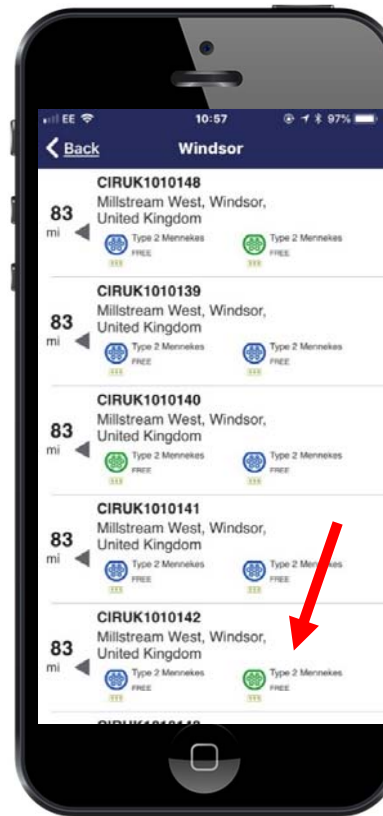 EE 10:57 97%
Back Windsor
CIRUK1010148
83 mi
Millstream West, Windsor,
United Kingdom
Type 2 Mennekes Type 2 Mennekes
FREE FREE
CIRUK1010139
83 mi
Millstream West, Windsor,
United Kingdom
Type 2 Mennekes Type 2 Mennekes
FREE FREE
CIRUK1010140
83 mi
Millstream West, Windsor,
United Kingdom
Type 2 Mennekes Type 2 Mennekes
FREE FREE
CIRUK1010141
83 mi
Millstream West, Windsor,
United Kingdom
Type 2 Mennekes Type 2 Mennekes
FREE FREE
CIRUK1010142
83 mi
Millstream West, Windsor,
United Kingdom
Type 2 Mennekes Type 2 Mennekes
FREE FREE